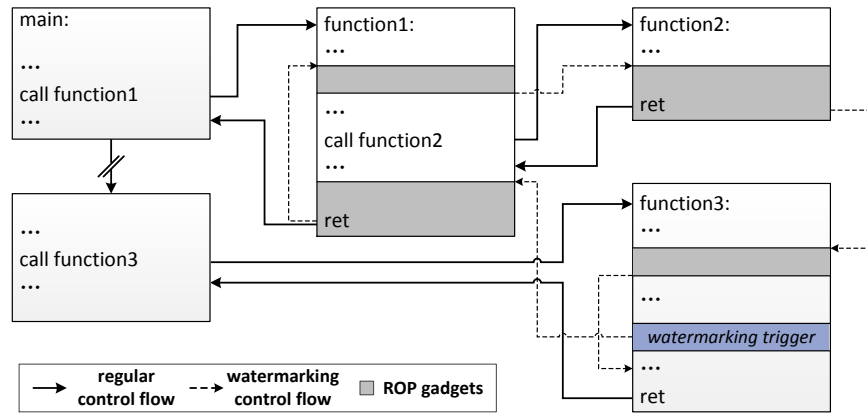 main:
...
call function1
...
...
call function3
...
function1:
...
...
call function2
...
ret
function2:
...
ret
function3:
...
...
watermarking trigger
...
ret
regular
control flow
watermarking
control flow
ROP gadgets